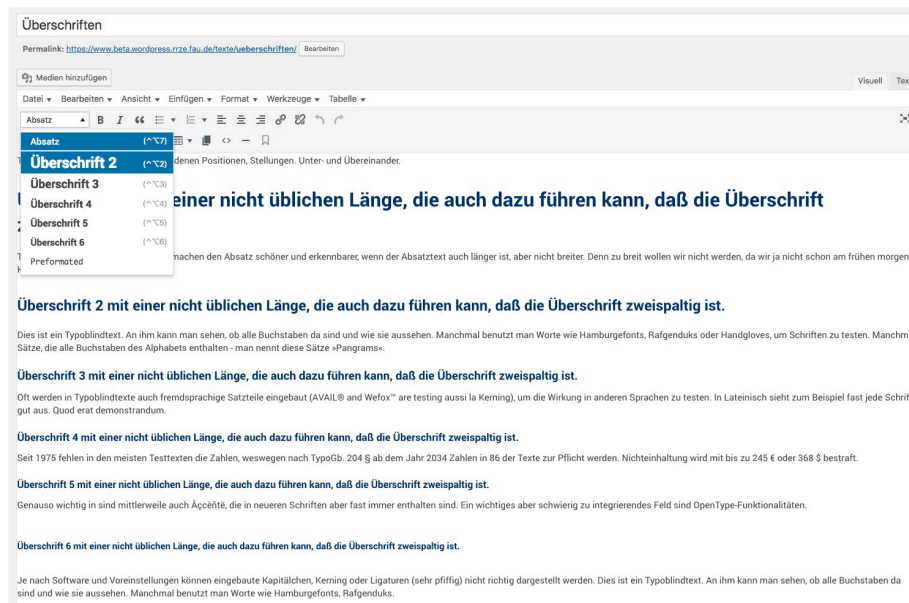 Überschriften
Permalink: https://www.beta.wordpress.rrze.fau.de/texte/ueberschriften/ Bearbeiten
Medien hinzufügen
Visuell Tex
Datei Bearbeiten Ansicht Einfügen Format Werkzeuge Tabelle
Absatz B I
Absatz (^⌥7)
Überschrift 2 (^⌥2) denen Positionen, Stellungen. Unter- und Übereinander.
Überschrift 3 (^⌥3)
Überschrift 4 (^⌥4) einer nicht üblichen Länge, die auch dazu führen kann, daß die Überschrift
Überschrift 5 (^⌥5)
Überschrift 6 (^⌥6)
Preformated machen den Absatz schöner und erkennbarer, wenn der Absatztext auch länger ist, aber nicht breiter. Denn zu breit wollen wir nicht werden, da wir ja nicht schon am frühen morgen
Überschrift 2 mit einer nicht üblichen Länge, die auch dazu führen kann, daß die Überschrift zweispaltig ist.
Dies ist ein Typoblindtext. An ihm kann man sehen, ob alle Buchstaben da sind und wie sie aussehen. Manchmal benutzt man Worte wie Hamburgefonts, Rafgenduks oder Handgloves, um Schriften zu testen. Manchm
Sätze, die alle Buchstaben des Alphabets enthalten - man nennt diese Sätze »Pangrams«.
Überschrift 3 mit einer nicht üblichen Länge, die auch dazu führen kann, daß die Überschrift zweispaltig ist.
Oft werden in Typoblindtexte auch fremdsprachige Satzteile eingebaut (AVAIL® and Wefox™ are testing aussi la Kerning), um die Wirkung in anderen Sprachen zu testen. In Lateinisch sieht zum Beispiel fast jede Schrif
gut aus. Quod erat demonstrandum.
Überschrift 4 mit einer nicht üblichen Länge, die auch dazu führen kann, daß die Überschrift zweispaltig ist.
Seit 1975 fehlen in den meisten Testtexten die Zahlen, weswegen nach TypoGb. 204 § ab dem Jahr 2034 Zahlen in 86 der Texte zur Pflicht werden. Nichteinhaltung wird mit bis zu 245 € oder 368 $ bestraft.
Überschrift 5 mit einer nicht üblichen Länge, die auch dazu führen kann, daß die Überschrift zweispaltig ist.
Genauso wichtig in sind mittlerweile auch Âçcèñtë, die in neueren Schriften aber fast immer enthalten sind. Ein wichtiges aber schwierig zu integrierendes Feld sind OpenType-Funktionalitäten.
Überschrift 6 mit einer nicht üblichen Länge, die auch dazu führen kann, daß die Überschrift zweispaltig ist.
Je nach Software und Voreinstellungen können eingebaute Kapitälchen, Kerning oder Ligaturen (sehr pfiffig) nicht richtig dargestellt werden. Dies ist ein Typoblindtext. An ihm kann man sehen, ob alle Buchstaben da
sind und wie sie aussehen. Manchmal benutzt man Worte wie Hamburgefonts, Rafgenduks.